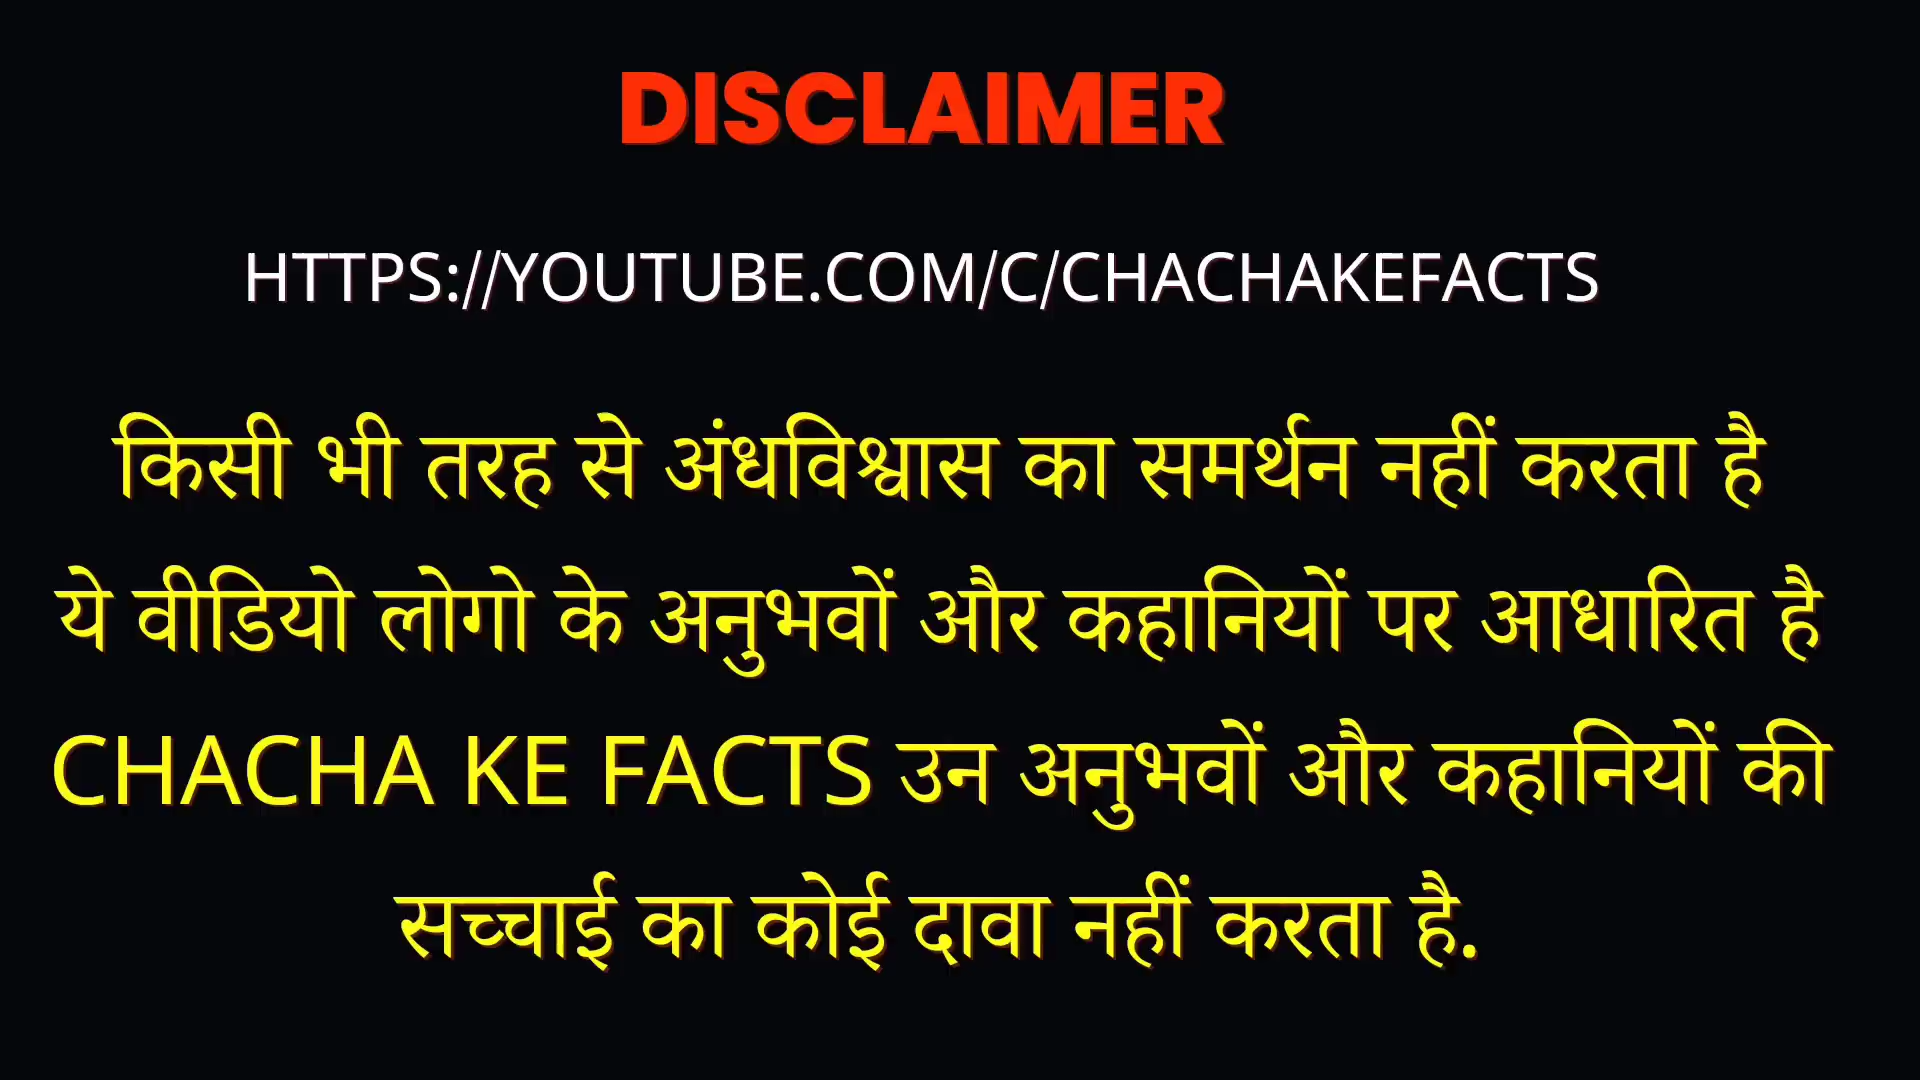 DISCLAIMER
HTTPS://YOUTUBE.COM/C/CHACHAKEFACTS
किसी भी तरह से अंधविश्वास का समर्थन नहीं करता है
ये वीडियो लोगो के अनुभवों और कहानियों पर आधारित है
CHACHA KE FACTS उन अनुभवों और कहानियों की
सच्चाई का कोई दावा नहीं करता है.